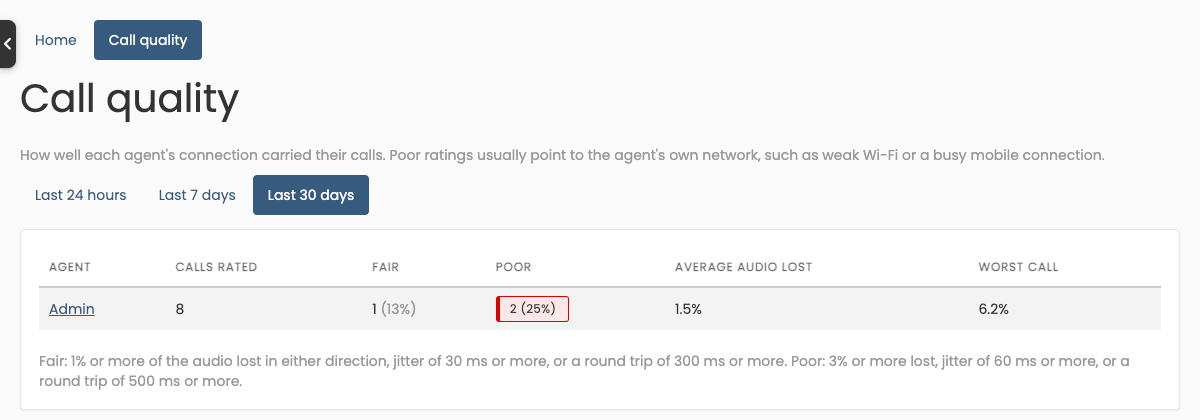 Home Call quality
Call quality
How well each agent's connection carried their calls. Poor ratings usually point to the agent's own network, such as weak Wi-Fi or a busy mobile connection.
Last 24 hours Last 7 days Last 30 days
AGENT CALLS RATED FAIR POOR AVERAGE AUDIO LOST WORST CALL
Admin 8 1 (13%) 2 (25%) 1.5% 6.2%
Fair: 1% or more of the audio lost in either direction, jitter of 30 ms or more, or a round trip of 300 ms or more. Poor: 3% or more lost, jitter of 60 ms or more, or a
round trip of 500 ms or more.